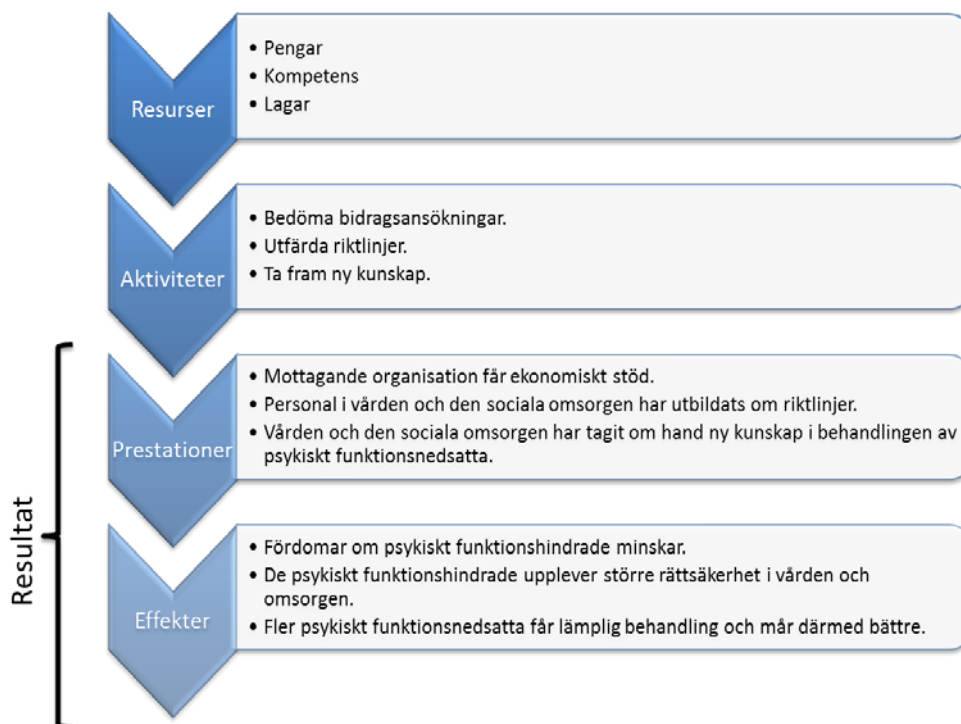 Resurser
• Pengar
• Kompetens
• Lagar
Aktiviteter
• Bedöma bidragsansökningar.
• Utfärda riktlinjer.
• Ta fram ny kunskap.
Resultat
Prestationer
• Mottagande organisation får ekonomiskt stöd.
• Personal i vården och den sociala omsorgen har utbildats om riktlinjer.
• Vården och den sociala omsorgen har tagit om hand ny kunskap i behandlingen av
psykiskt funktionsnedsatta.
Effekter
• Fördomar om psykiskt funktionshindrade minskar.
• De psykiskt funktionshindrade upplever större rättsäkerhet i vården och
omsorgen.
• Fler psykiskt funktionsnedsatta får lämplig behandling och mår därmed bättre.